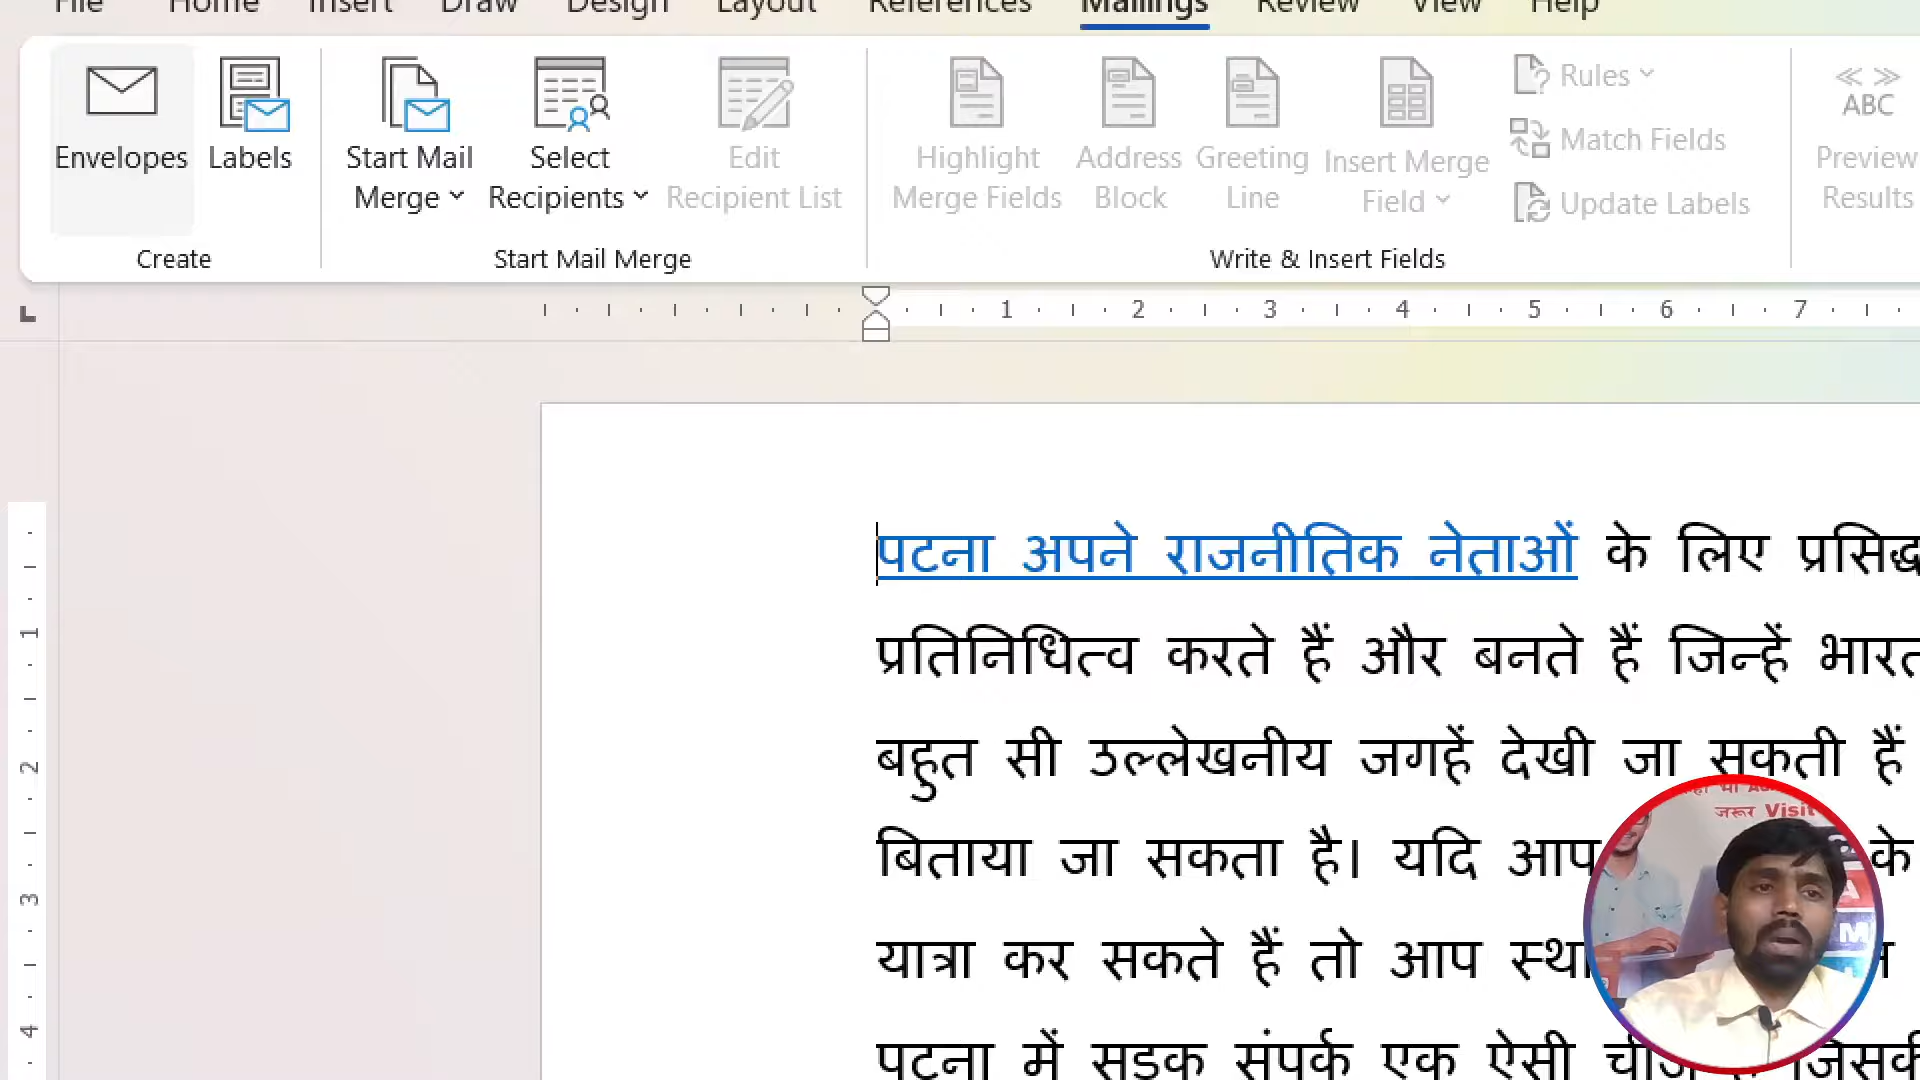 File Home Insert Draw Design Layout References Mailings Review View Help
Envelopes
Labels
Start Mail
Merge
Select
Recipients
Edit
Recipient List
Highlight
Merge Fields
Address
Block
Greeting
Line
Insert Merge
Field
Rules
Match Fields
Update Labels
ABC
Preview
Results
Create
Start Mail Merge
Write & Insert Fields
1 2 3 4 5 6 7
1
2
3
4
पटना अपने राजनीतिक नेताओं के लिए प्रसिद्ध
प्रतिनिधित्व करते हैं और बनते हैं जिन्हें भारत
बहुत सी उल्लेखनीय जगहें देखी जा सकती हैं
बिताया जा सकता है। यदि आप के
यात्रा कर सकते हैं तो आप
पटना में सड़क संपर्क एक ऐसी
जरूर Visit